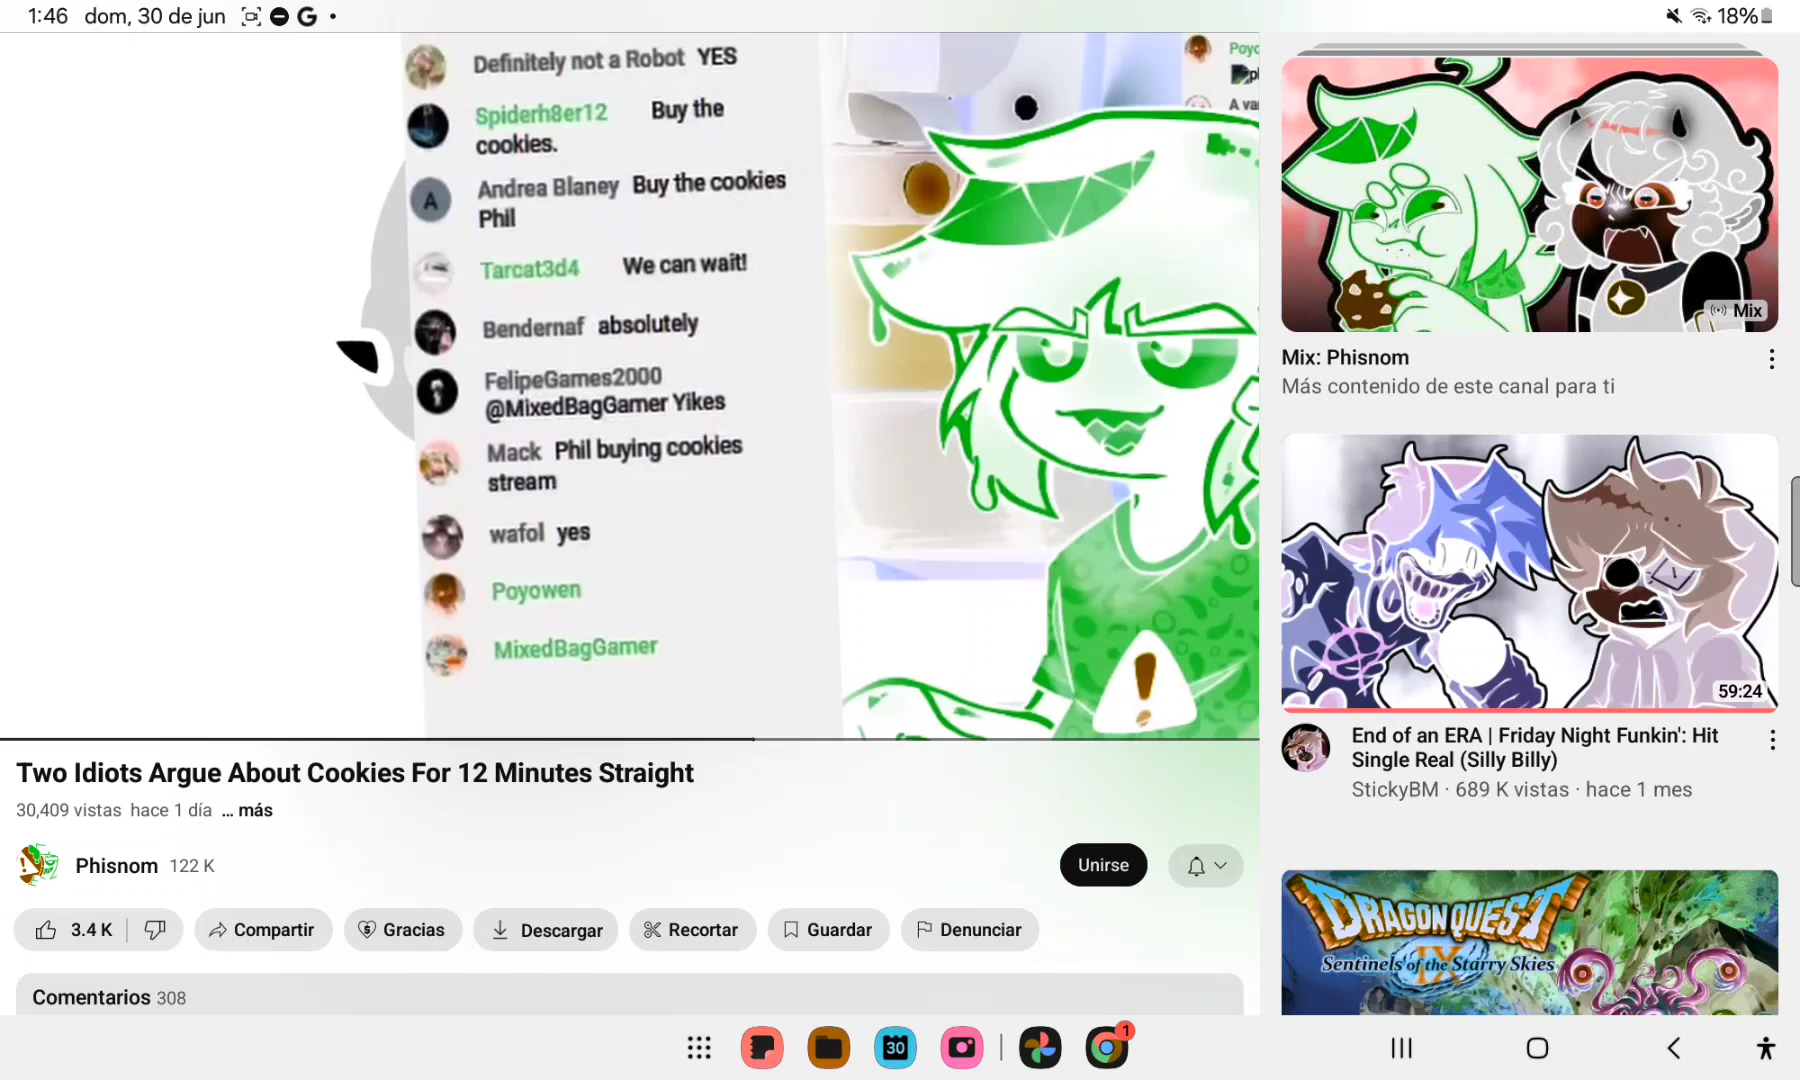 1:46 dom, 30 de jun
18%
Definitely not a Robot YES
Spiderh8er12 Buy the
cookies.
Andrea Blaney Buy the cookies
Phil
Tarcat3d4 We can wait!
Bendernaf absolutely
FelipeGames2000
@MixedBagGamer Yikes
Mack Phil buying cookies
stream
wafol yes
Poyowen
MixedBagGamer
A
Two Idiots Argue About Cookies For 12 Minutes Straight
30,409 vistas hace 1 día ... más
Phisnom 122 K
Unirse
3.4 K
Compartir
Gracias
Descargar
Recortar
Guardar
Denunciar
Comentarios 308
Mix
Mix: Phisnom
Más contenido de este canal para ti
59:24
End of an ERA | Friday Night Funkin': Hit
Single Real (Silly Billy)
StickyBM · 689 K vistas · hace 1 mes
DRAGON QUEST
IX
Sentinels of the Starry Skies
30
1